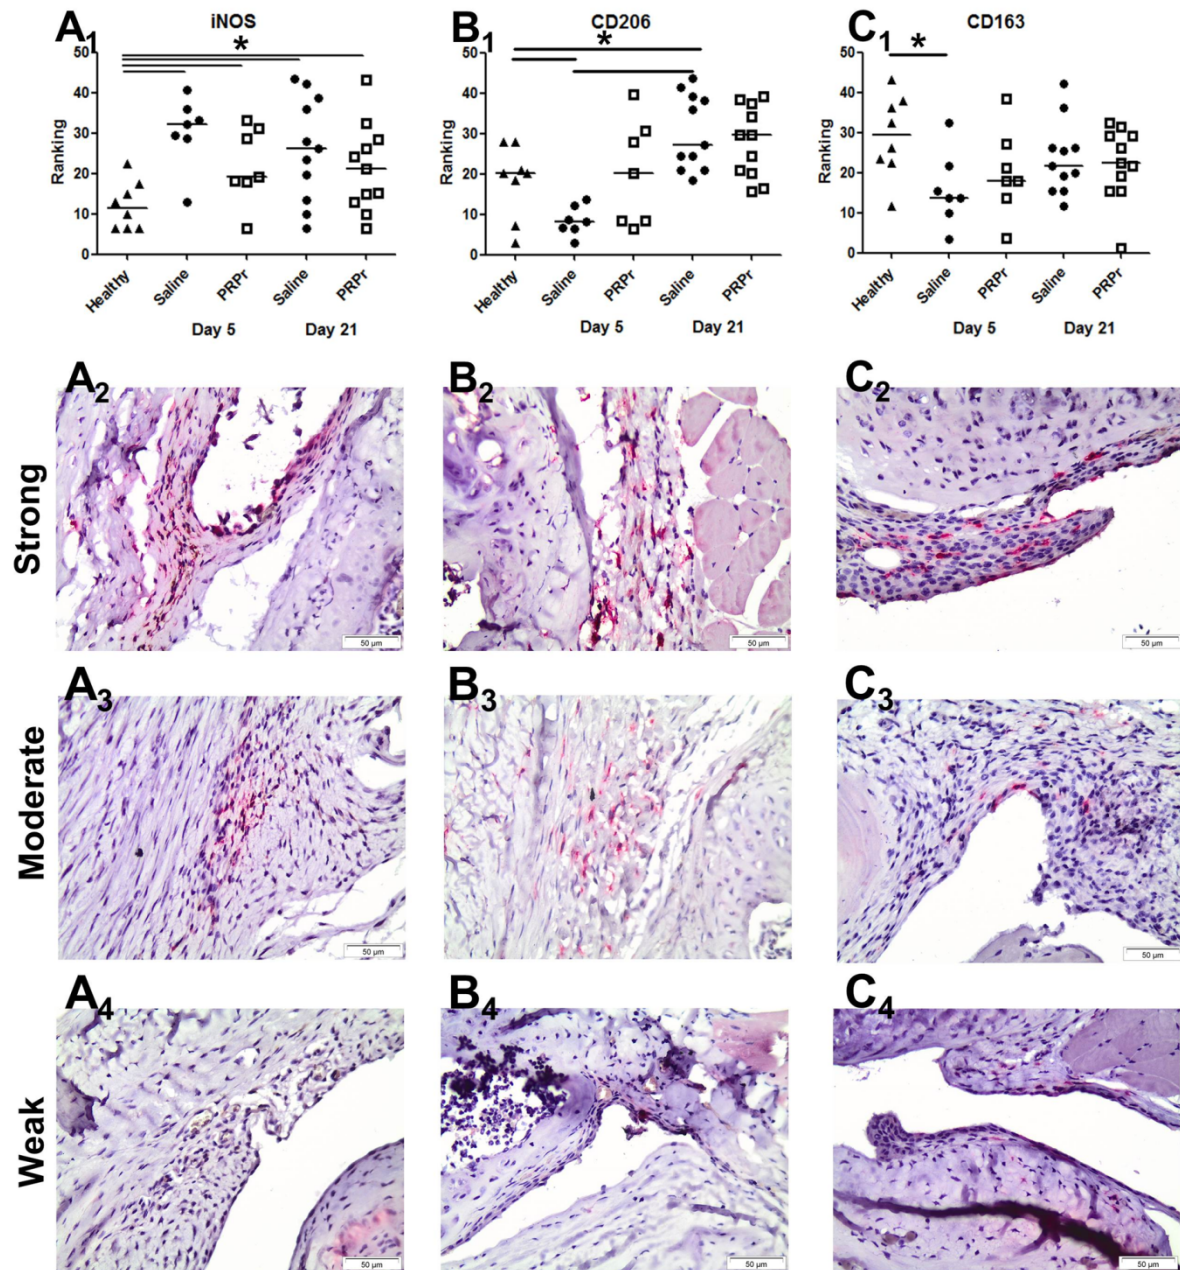 A1 iNOS
*
Ranking
50
40
30
20
10
0
Healthy
Saline
PRPr
Saline
PRPr
Day 5
Day 21
B1 CD206
*
Ranking
50
40
30
20
10
0
Healthy
Saline
PRPr
Saline
PRPr
Day 5
Day 21
C1 CD163
*
Ranking
50
40
30
20
10
0
Healthy
Saline
PRPr
Saline
PRPr
Day 5
Day 21
Strong
A2
50 µm
B2
50 µm
C2
50 µm
Moderate
A3
50 µm
B3
50 µm
C3
50 µm
Weak
A4
50 µm
B4
50 µm
C4
50 µm